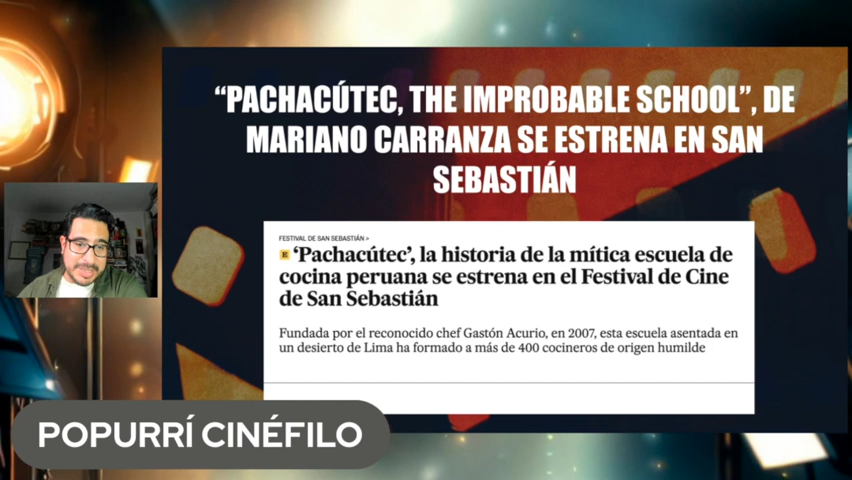 “PACHACÚTEC, THE IMPROBABLE SCHOOL”, DE
MARIANO CARRANZA SE ESTRENA EN SAN
SEBASTIÁN
FESTIVAL DE SAN SEBASTIÁN >
E ‘Pachacútec’, la historia de la mítica escuela de
cocina peruana se estrena en el Festival de Cine
de San Sebastián
Fundada por el reconocido chef Gastón Acurio, en 2007, esta escuela asentada en
un desierto de Lima ha formado a más de 400 cocineros de origen humilde
POPURRÍ CINÉFILO